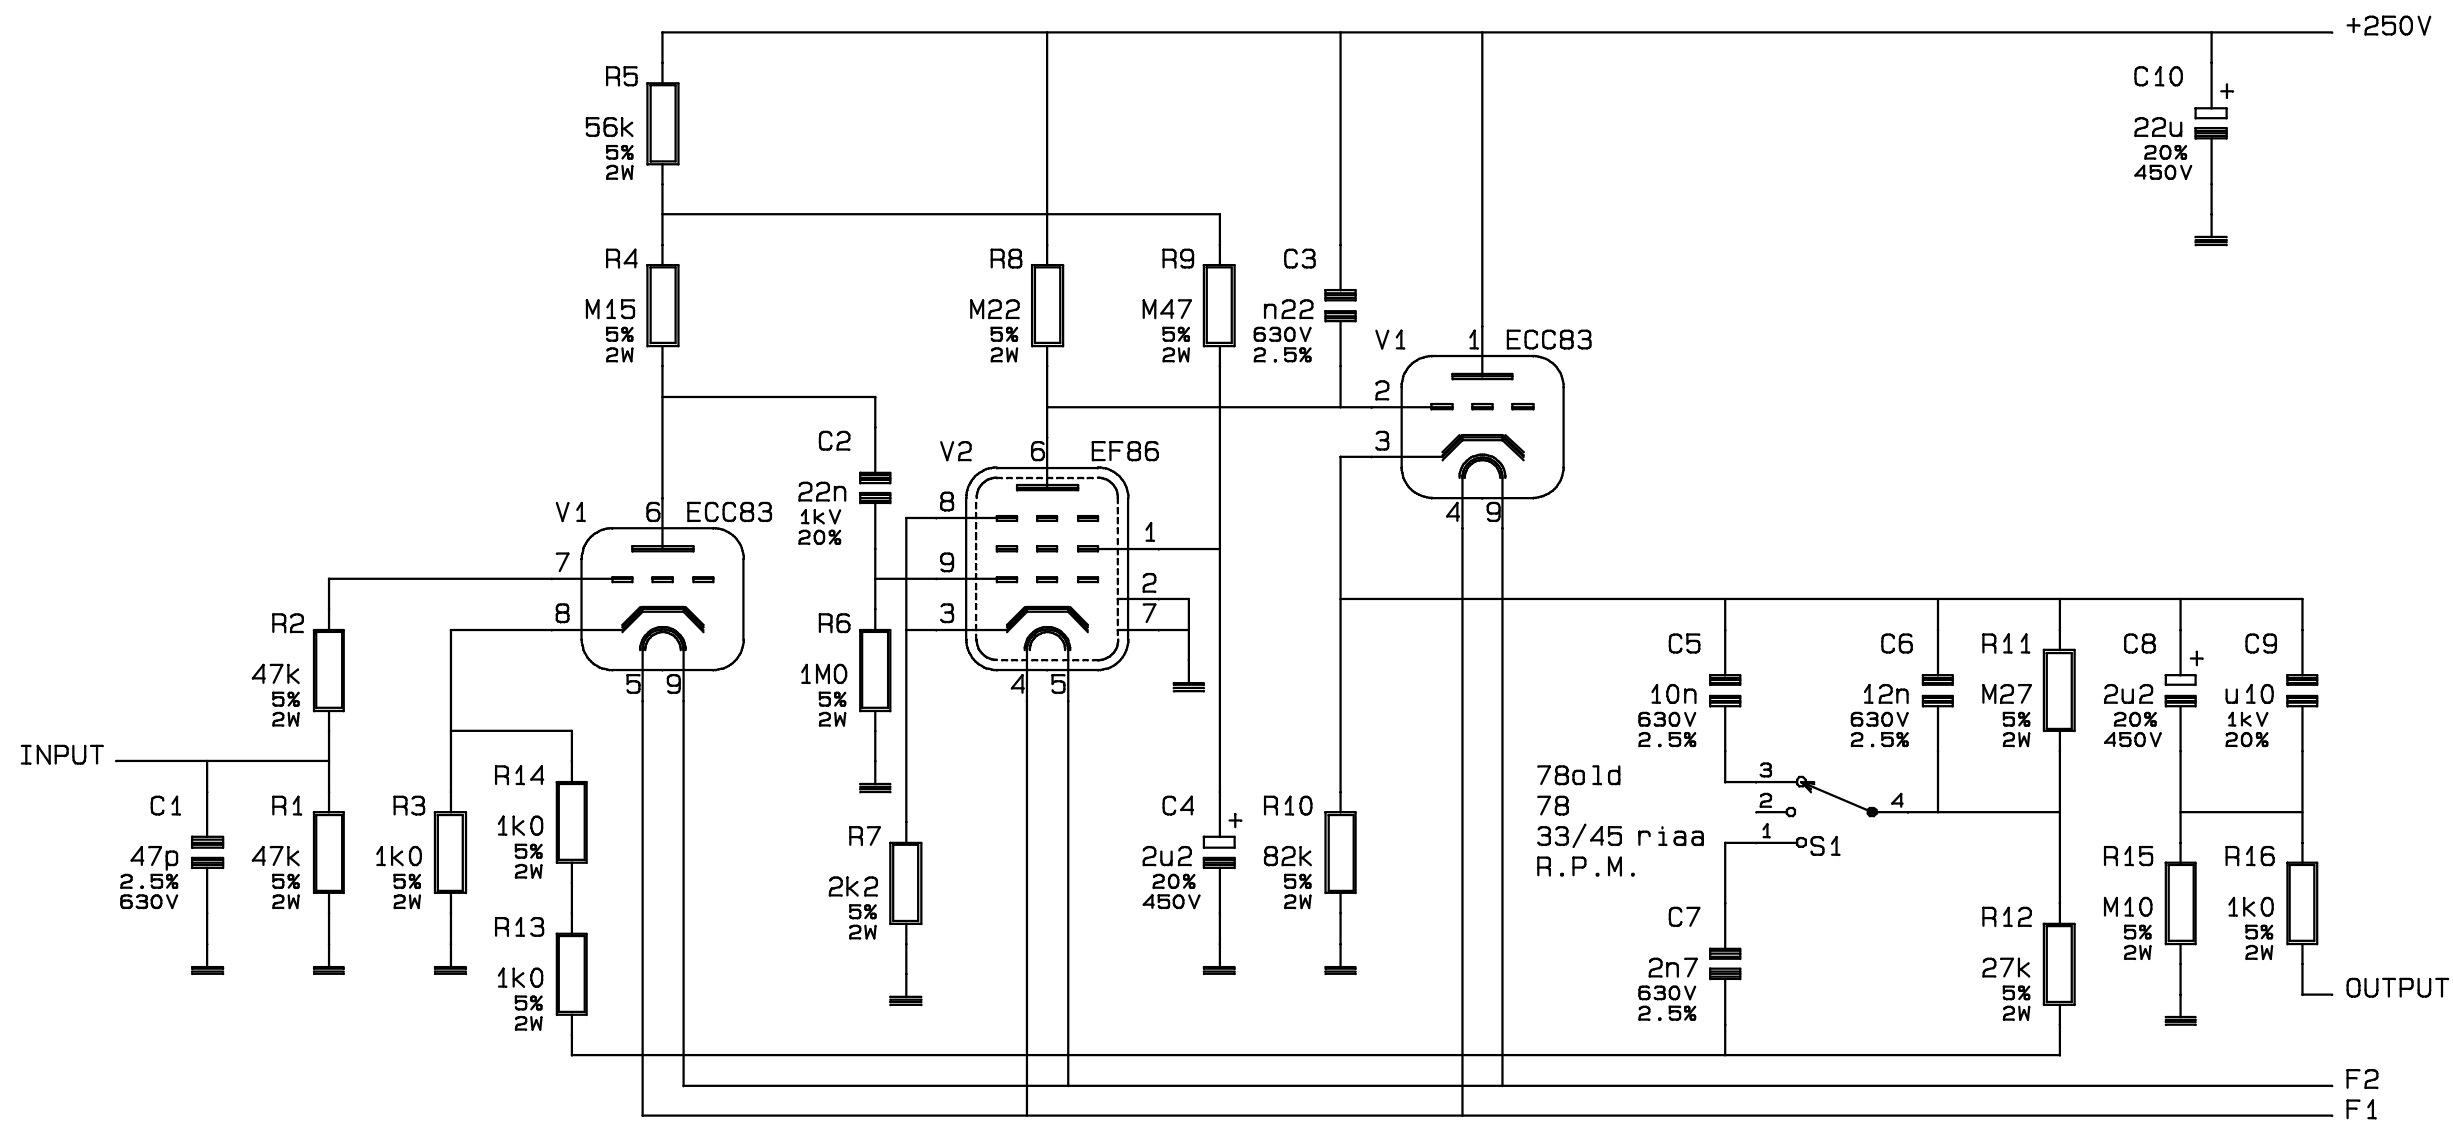 +250V
R5
56k
5%
2W
C10
+
22u
20%
450V
R4
M15
5%
2W
R8
M22
5%
2W
R9
M47
5%
2W
C3
n22
630V
2.5%
V1
1
ECC83
2
3
4
9
C2
22n
1kV
20%
V2
6
EF86
8
9
3
1
2
7
4
5
V1
6
ECC83
7
8
5
9
R2
47k
5%
2W
R6
1M0
5%
2W
C5
10n
630V
2.5%
C6
12n
630V
2.5%
R11
M27
5%
2W
C8
+
2u2
20%
450V
C9
u10
1kV
20%
INPUT
C1
47p
2.5%
630V
R1
47k
5%
2W
R3
1k0
5%
2W
R14
1k0
5%
2W
R13
1k0
5%
2W
R7
2k2
5%
2W
C4
+
2u2
20%
450V
R10
82k
5%
2W
78old
78
33/45 riaa
R.P.M.
3
2
1
4
S1
C7
2n7
630V
2.5%
R12
27k
5%
2W
R15
M10
5%
2W
R16
1k0
5%
2W
OUTPUT
F2
F1